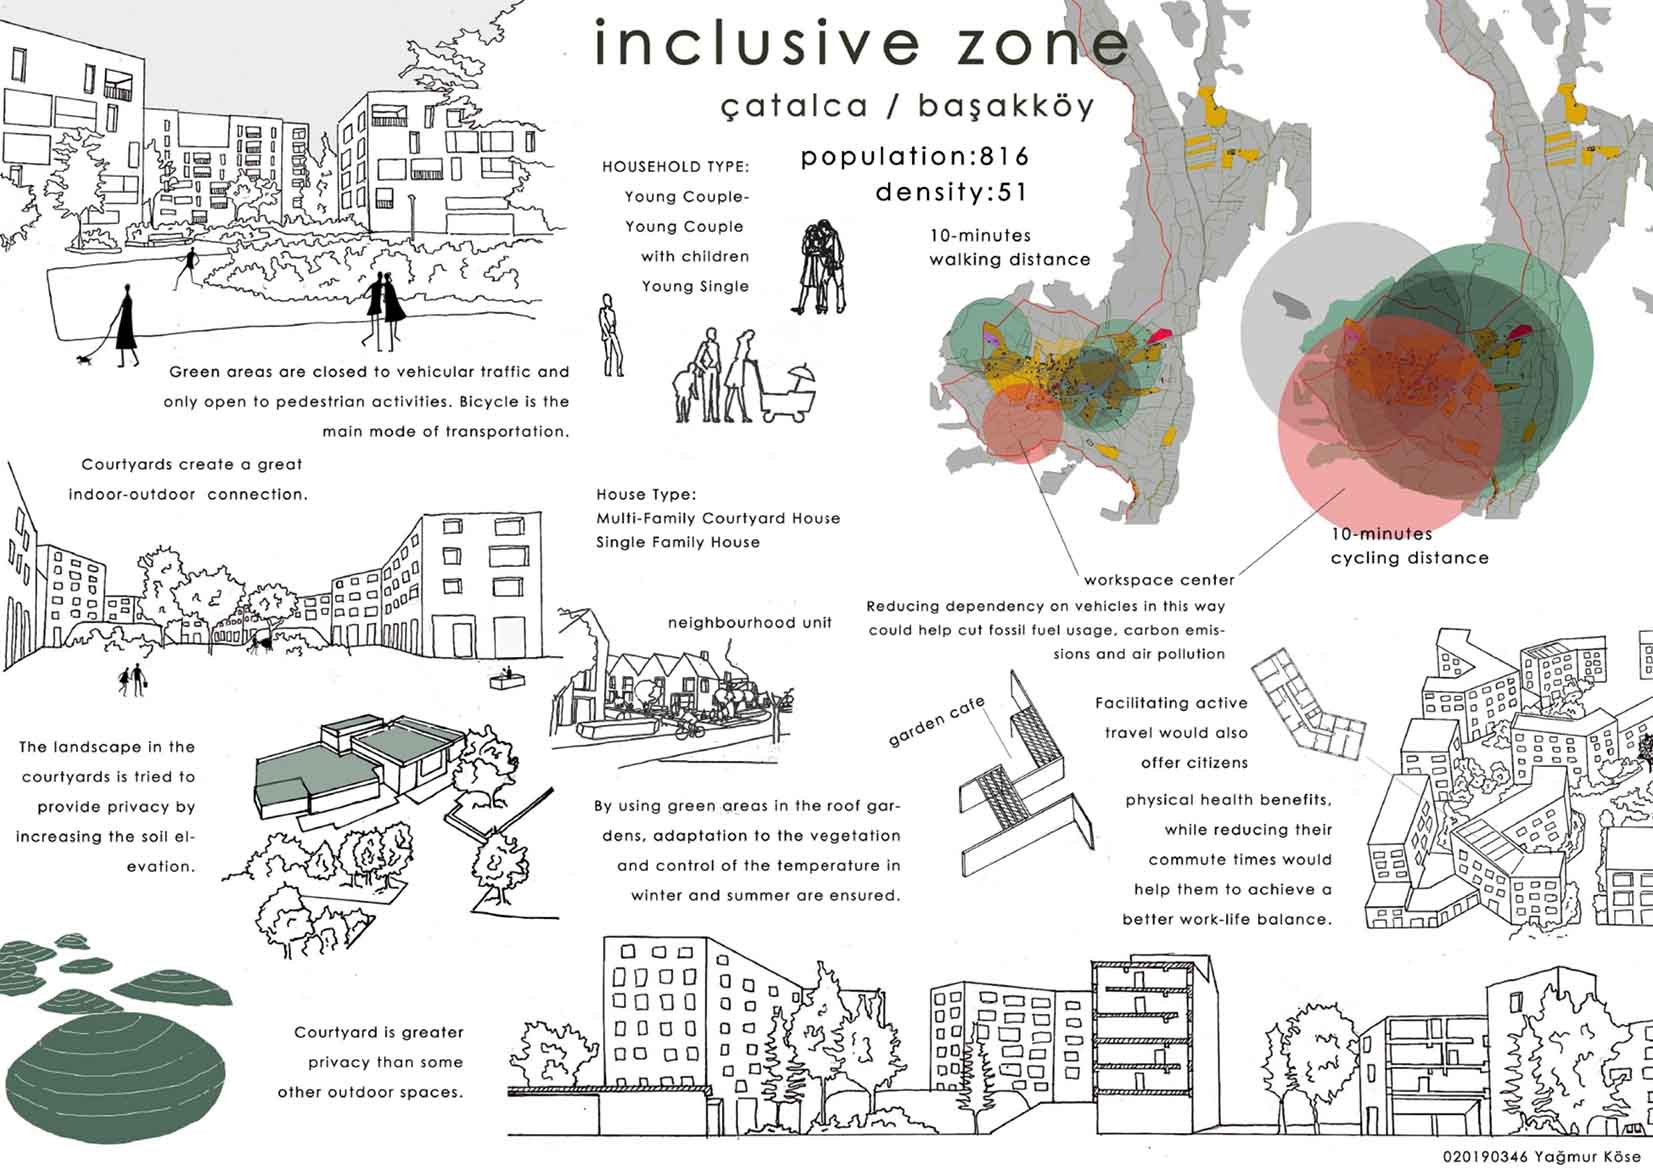 inclusive zone
çatalca / başakköy
population:816
density:51
HOUSEHOLD TYPE:
Young Couple-
Young Couple
with children
Young Single
10-minutes
walking distance
Green areas are closed to vehicular traffic and
only open to pedestrian activities. Bicycle is the
main mode of transportation.
Courtyards create a great
indoor-outdoor connection.
House Type:
Multi-Family Courtyard House
Single Family House
10-minutes
cycling distance
workspace center
Reducing dependency on vehicles in this way
could help cut fossil fuel usage, carbon emis-
sions and air pollution
neighbourhood unit
garden cafe
Facilitating active
travel would also
offer citizens
physical health benefits,
while reducing their
commute times would
help them to achieve a
better work-life balance.
The landscape in the
courtyards is tried to
provide privacy by
increasing the soil el-
evation.
By using green areas in the roof gar-
dens, adaptation to the vegetation
and control of the temperature in
winter and summer are ensured.
Courtyard is greater
privacy than some
other outdoor spaces.
020190346 Yağmur Köse